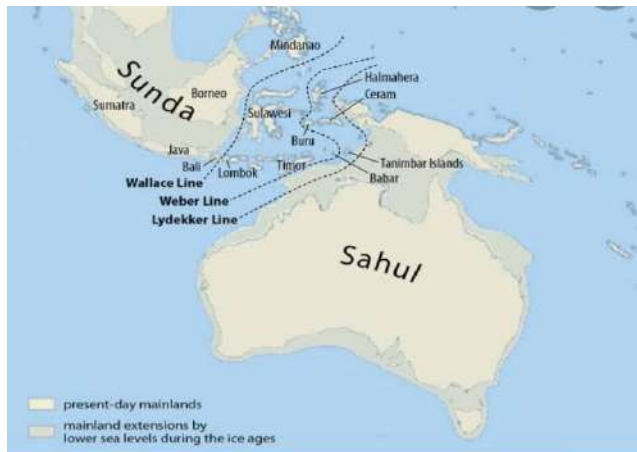 Mindanao
Sunda
Halmahera
Ceram
Borneo
Sumatra
Sulawesi
Buru
Java
Bali
Lombok
Timor
Tanimbar Islands
Babar
Wallace Line
Weber Line
Lydekker Line
Sahul
present-day mainlands
mainland extensions by
lower sea levels during the ice ages